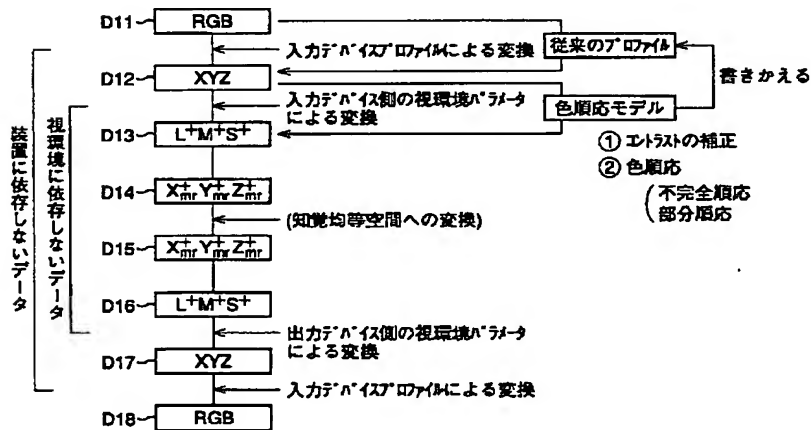 D11 RGB
入力デバイスプロファイルによる変換
従来のプロファイル
書きかえる
D12 XYZ
入力デバイス側の視環境パラメータ
による変換
色順応モデル
D13 L+M+S+
① コントラストの補正
② 色順応
(不完全順応
部分順応
D14 X+mr Y+mr Z+mr
(知覚均等空間への変換)
D15 X+mr Y+mr Z+mr
D16 L+M+S+
出力デバイス側の視環境パラメータ
による変換
D17 XYZ
入力デバイスプロファイルによる変換
D18 RGB
視環境に依存しないデータ
装置に依存しないデータ